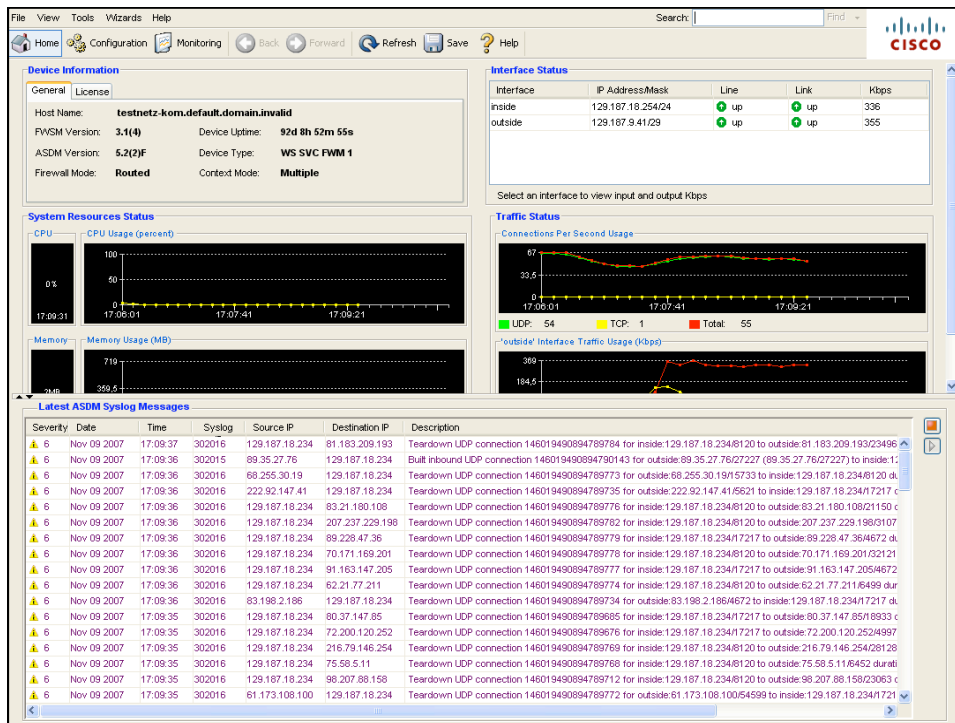 File View Tools Wizards Help Search: Find
Home Configuration Monitoring Back Forward Refresh Save Help
CISCO
Device Information
General License
Host Name: testnetz-kom.default.domain.invalid
FWSM Version: 3.1(4) Device Uptime: 92d 8h 52m 55s
ASDM Version: 5.2(2)F Device Type: WS SVC FWM 1
Firewall Mode: Routed Context Mode: Multiple
Interface Status
Interface IP Address/Mask Line Link Kbps
inside 129.187.18.254/24 up up 336
outside 129.187.9.41/29 up up 355
Select an interface to view input and output Kbps
System Resources Status
CPU
0%
17:09:31
CPU Usage (percent)
100
50
0
17:06:01 17:07:41 17:09:21
Memory
2MB
Memory Usage (MB)
719
359,5
Traffic Status
Connections Per Second Usage
67
33,5
0
17:06:01 17:07:41 17:09:21
UDP: 54 TCP: 1 Total: 55
'outside' Interface Traffic Usage (Kbps)
369
184,5
Latest ASDM Syslog Messages
Severity Date Time Syslog Source IP Destination IP Description
6 Nov 09 2007 17:09:37 302016 129.187.18.234 81.183.209.193 Teardown UDP connection 146019490894789784 for inside:129.187.18.234/8120 to outside:81.183.209.193/23496
6 Nov 09 2007 17:09:36 302015 89.35.27.76 129.187.18.234 Built inbound UDP connection 146019490894790143 for outside:89.35.27.76/27227 (89.35.27.76/27227) to inside:12
6 Nov 09 2007 17:09:36 302016 68.255.30.19 129.187.18.234 Teardown UDP connection 146019490894789773 for outside:68.255.30.19/15733 to inside:129.187.18.234/8120 du
6 Nov 09 2007 17:09:36 302016 222.92.147.41 129.187.18.234 Teardown UDP connection 146019490894789735 for outside:222.92.147.41/5621 to inside:129.187.18.234/17217 d
6 Nov 09 2007 17:09:36 302016 129.187.18.234 83.21.180.108 Teardown UDP connection 146019490894789776 for inside:129.187.18.234/8120 to outside:83.21.180.108/21150 d
6 Nov 09 2007 17:09:36 302016 129.187.18.234 207.237.229.198 Teardown UDP connection 146019490894789782 for inside:129.187.18.234/8120 to outside:207.237.229.198/3107
6 Nov 09 2007 17:09:36 302016 129.187.18.234 89.228.47.36 Teardown UDP connection 146019490894789779 for inside:129.187.18.234/17217 to outside:89.228.47.36/4672 du
6 Nov 09 2007 17:09:36 302016 129.187.18.234 70.171.169.201 Teardown UDP connection 146019490894789778 for inside:129.187.18.234/8120 to outside:70.171.169.201/32121
6 Nov 09 2007 17:09:36 302016 129.187.18.234 91.163.147.205 Teardown UDP connection 146019490894789777 for inside:129.187.18.234/17217 to outside:91.163.147.205/4672
6 Nov 09 2007 17:09:36 302016 129.187.18.234 62.21.77.211 Teardown UDP connection 146019490894789774 for inside:129.187.18.234/8120 to outside:62.21.77.211/6499 dur
6 Nov 09 2007 17:09:36 302016 83.198.2.186 129.187.18.234 Teardown UDP connection 146019490894789734 for outside:83.198.2.186/4672 to inside:129.187.18.234/17217 du
6 Nov 09 2007 17:09:35 302016 129.187.18.234 80.37.147.85 Teardown UDP connection 146019490894789685 for inside:129.187.18.234/17217 to outside:80.37.147.85/18933 d
6 Nov 09 2007 17:09:35 302016 129.187.18.234 72.200.120.252 Teardown UDP connection 146019490894789676 for inside:129.187.18.234/17217 to outside:72.200.120.252/4997
6 Nov 09 2007 17:09:35 302016 129.187.18.234 216.79.146.254 Teardown UDP connection 146019490894789769 for inside:129.187.18.234/8120 to outside:216.79.146.254/28128
6 Nov 09 2007 17:09:35 302016 129.187.18.234 75.58.5.11 Teardown UDP connection 146019490894789768 for inside:129.187.18.234/8120 to outside:75.58.5.11/6452 durati
6 Nov 09 2007 17:09:35 302016 129.187.18.234 98.207.88.158 Teardown UDP connection 146019490894789712 for inside:129.187.18.234/8120 to outside:98.207.88.158/23063 d
6 Nov 09 2007 17:09:35 302016 61.173.108.100 129.187.18.234 Teardown UDP connection 146019490894789772 for outside:61.173.108.100/54599 to inside:129.187.18.234/1721